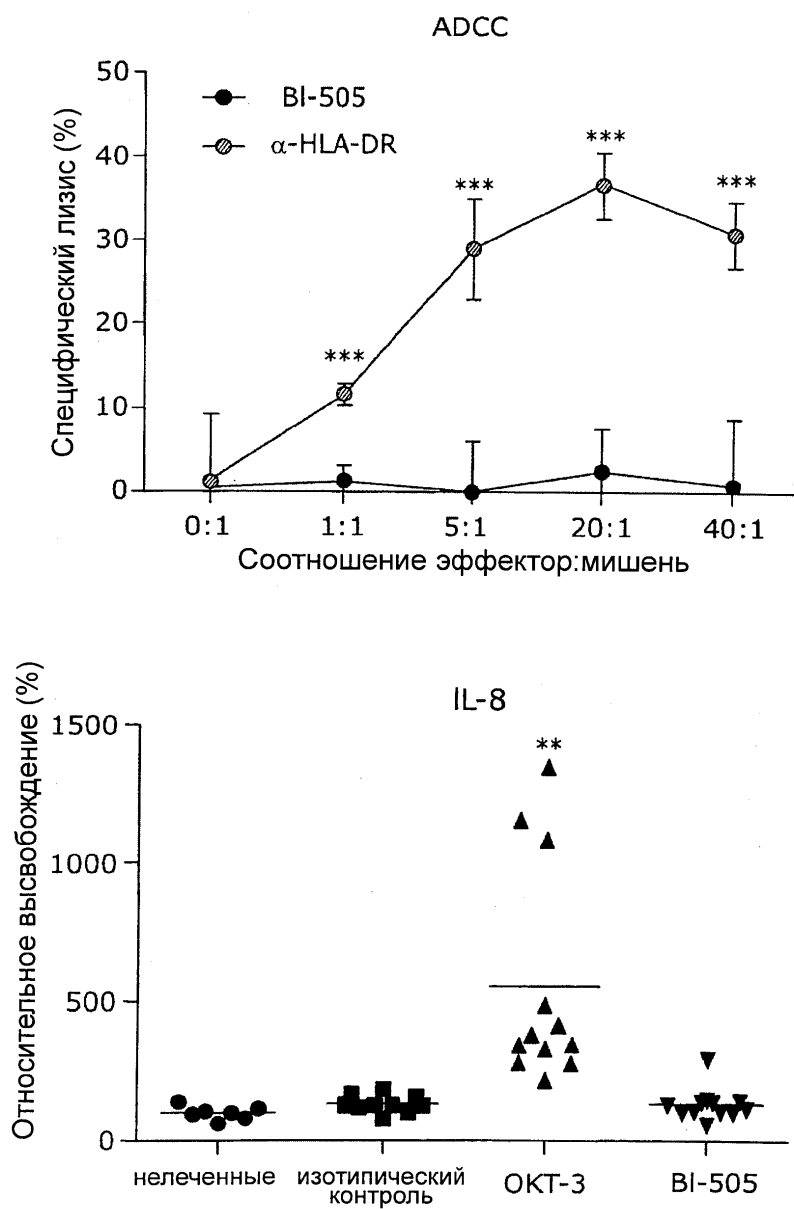 ADCC
BI-505
α-HLA-DR
Специфический лизис (%)
50
40
30
20
10
0
***
***
***
***
0:1 1:1 5:1 20:1 40:1
Соотношение эффектор:мишень
IL-8
Относительное высвобождение (%)
1500
1000
500
0
**
нелеченные изотипический контроль OKT-3 BI-505